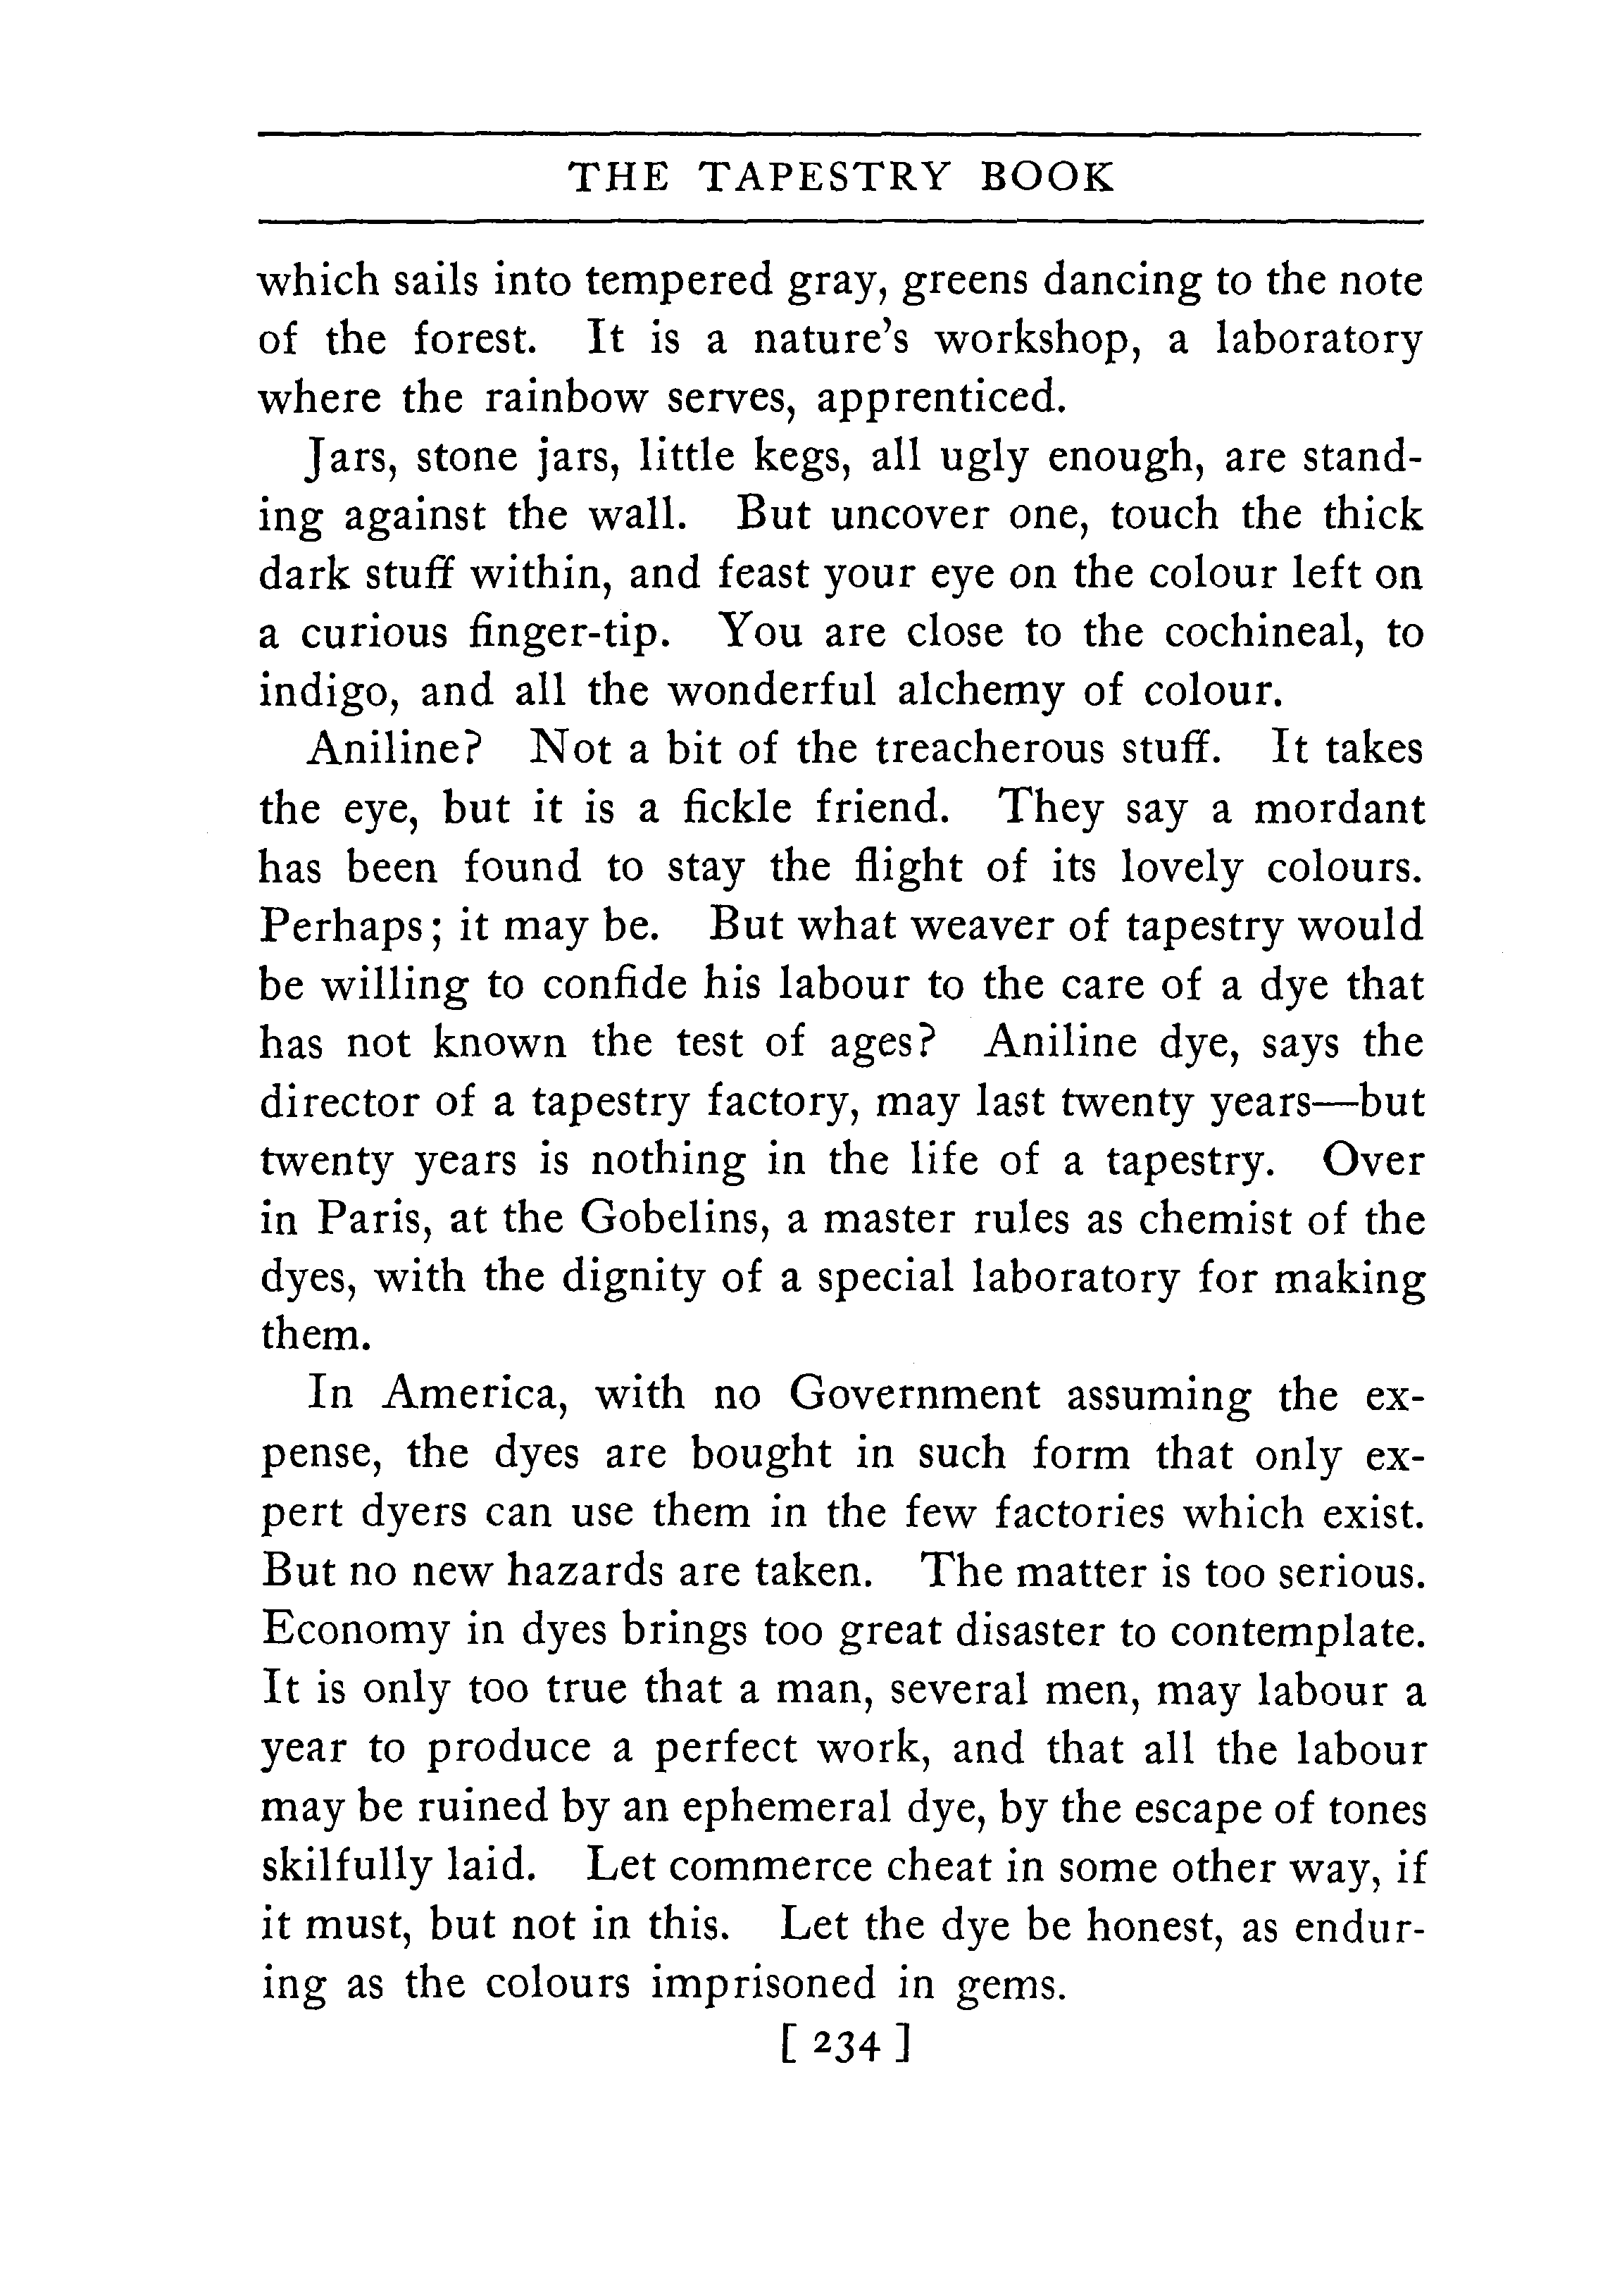 THE TAPESTRY BOOK
which sails into tempered gray, greens dancing to the note
of the forest. It is a nature's workshop, a laboratory
where the rainbow serves, apprenticed.
Jars, stone jars, little kegs, all ugly enough, are stand-
ing against the wall. But uncover one, touch the thick
dark stuff within, and feast your eye on the colour left on
a curious finger-tip. You are close to the cochineal, to
indigo, and all the wonderful alchemy of colour.
Aniline? Not a bit of the treacherous stuff. It takes
the eye, but it is a fickle friend. They say a mordant
has been found to stay the flight of its lovely colours.
Perhaps; it may be. But what weaver of tapestry would
be willing to confide his labour to the care of a dye that
has not known the test of ages? Aniline dye, says the
director of a tapestry factory, may last twenty years—but
twenty years is nothing in the life of a tapestry. Over
in Paris, at the Gobelins, a master rules as chemist of the
dyes, with the dignity of a special laboratory for making
them.
In America, with no Government assuming the ex-
pense, the dyes are bought in such form that only ex-
pert dyers can use them in the few factories which exist.
But no new hazards are taken. The matter is too serious.
Economy in dyes brings too great disaster to contemplate.
It is only too true that a man, several men, may labour a
year to produce a perfect work, and that all the labour
may be ruined by an ephemeral dye, by the escape of tones
skilfully laid. Let commerce cheat in some other way, if
it must, but not in this. Let the dye be honest, as endur-
ing as the colours imprisoned in gems.
[ 234 ]